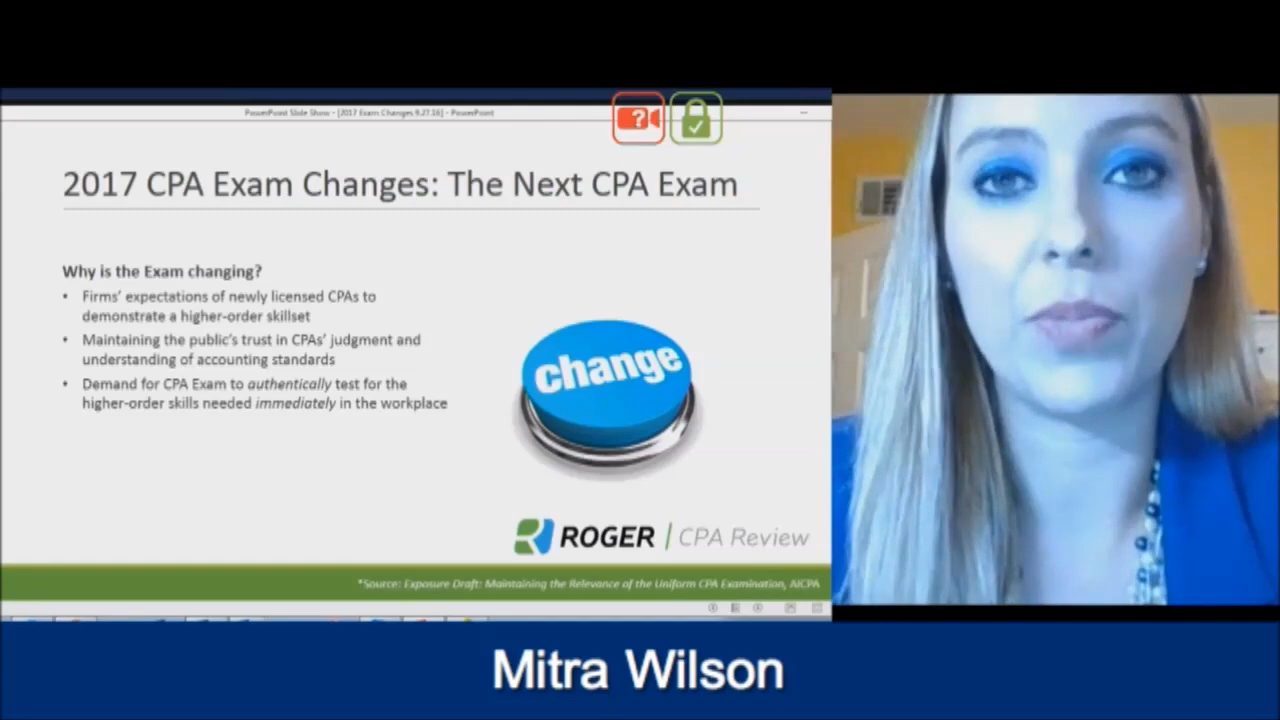 PowerPoint Slide Show - [2017 Exam Changes 9.27.16] - PowerPoint
?
2017 CPA Exam Changes: The Next CPA Exam
Why is the Exam changing?
• Firms' expectations of newly licensed CPAs to
demonstrate a higher-order skillset
• Maintaining the public's trust in CPAs' judgment and
understanding of accounting standards
• Demand for CPA Exam to authentically test for the
higher-order skills needed immediately in the workplace
change
ROGER | CPA Review
*Source: Exposure Draft: Maintaining the Relevance of the Uniform CPA Examination, AICPA
Mitra Wilson